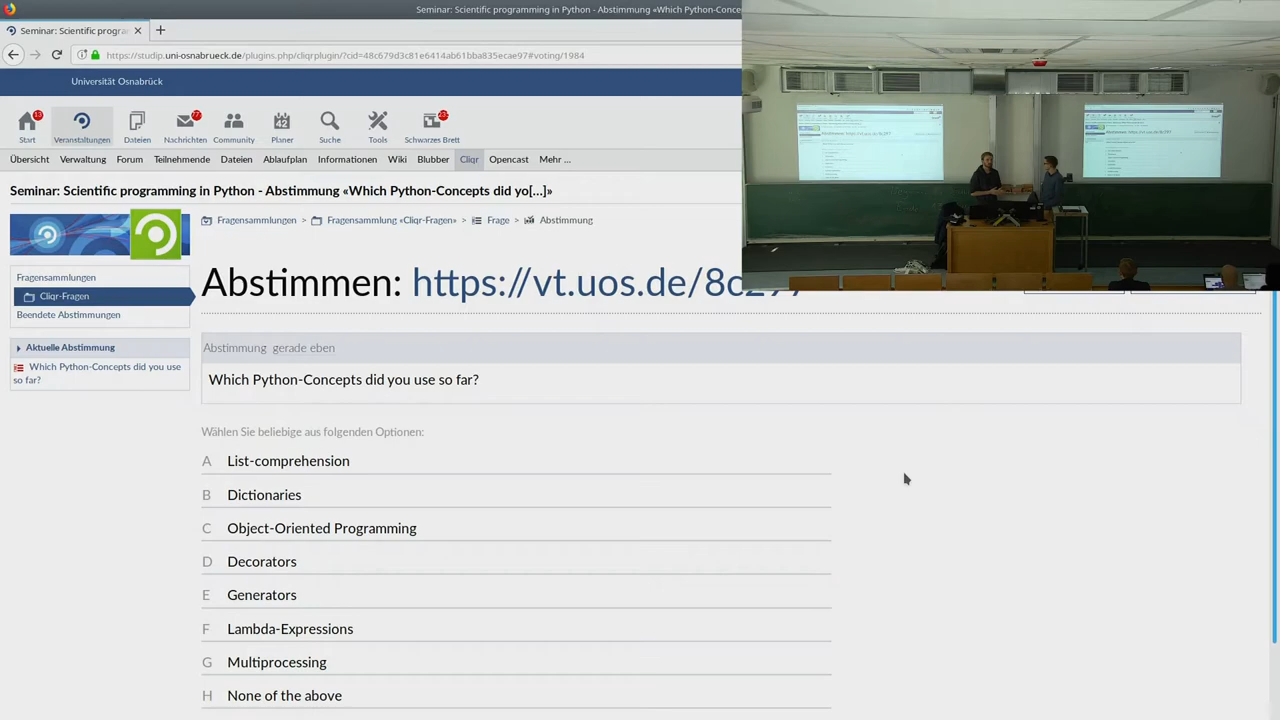 Seminar: Scientific programming in Python - Abstimmung «Which Python-Conce
Seminar: Scientific progra
https://studip.uni-osnabrueck.de/plugins.php/cliqrplugin/?cid=48c679d3c81e6414ab61bba835ecae97#voting/1984
Universität Osnabrück
13
Start
Veranstaltungen
Dateien
Nachrichten
Community
Planer
Suche
Tools
Schwarzes Brett
Übersicht
Verwaltung
Forum
Teilnehmende
Dateien
Ablaufplan
Informationen
Wiki
Blubber
Cliqr
Opencast
Mehr...
Seminar: Scientific programming in Python - Abstimmung «Which Python-Concepts did yo[...]»
Fragensammlungen > Fragensammlung «Cliqr-Fragen» > Frage > Abstimmung
Fragensammlungen
Cliqr-Fragen
Beendete Abstimmungen
Aktuelle Abstimmung
Which Python-Concepts did you use
so far?
Abstimmen: https://vt.uos.de/8c297
Abstimmung gerade eben
Which Python-Concepts did you use so far?
Wählen Sie beliebige aus folgenden Optionen:
A List-comprehension
B Dictionaries
C Object-Oriented Programming
D Decorators
E Generators
F Lambda-Expressions
G Multiprocessing
H None of the above